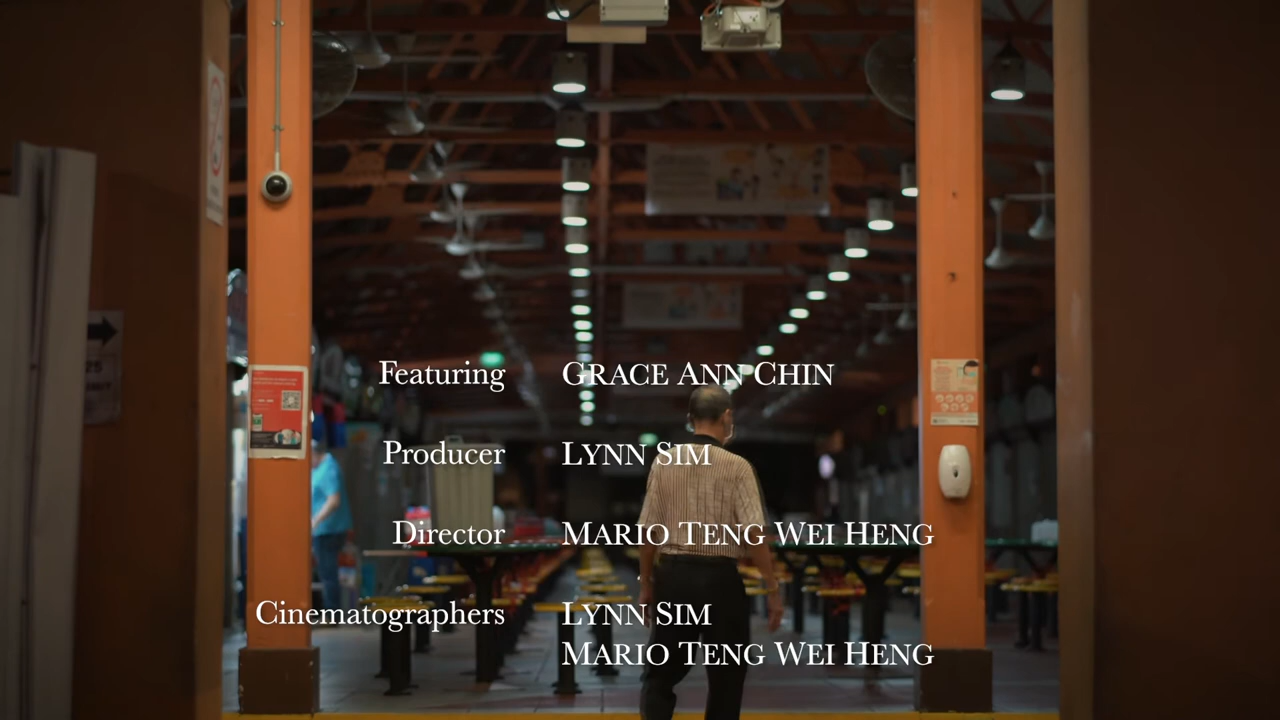 Featuring GRACE ANN CHIN
Producer LYNN SIM
Director MARIO TENG WEI HENG
Cinematographers LYNN SIM
MARIO TENG WEI HENG